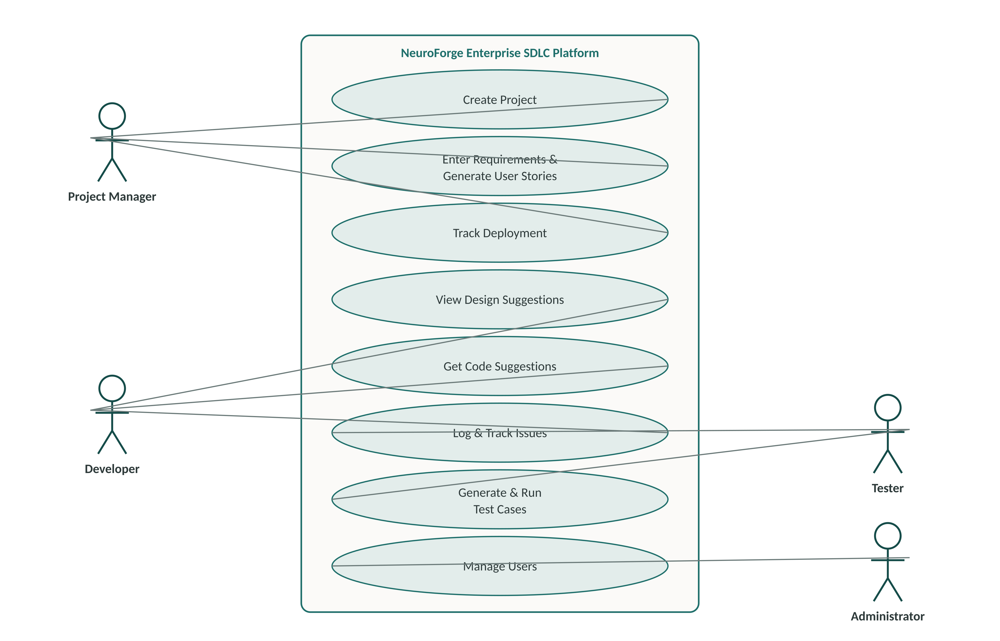 NeuroForge Enterprise SDLC Platform
Create Project
Enter Requirements &
Generate User Stories
Project Manager
Track Deployment
View Design Suggestions
Get Code Suggestions
Log & Track Issues
Developer
Tester
Generate & Run
Test Cases
Manage Users
Administrator